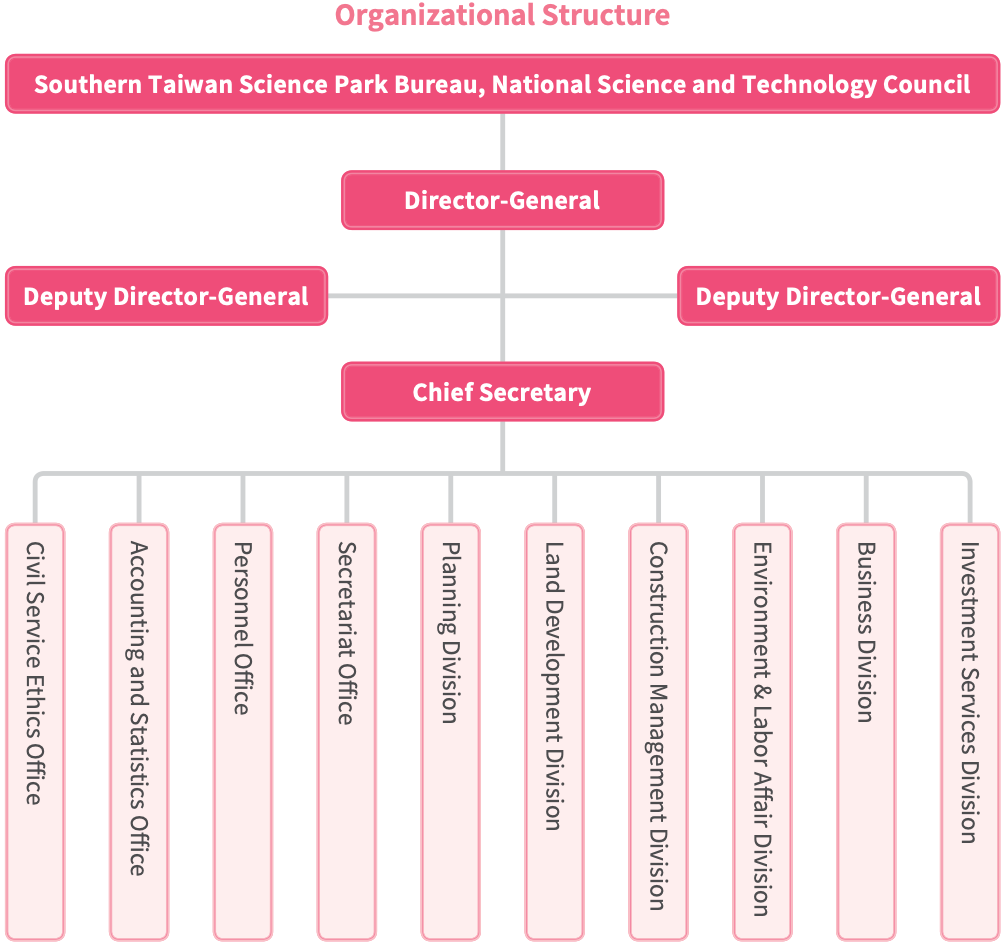 Organizational Structure
Southern Taiwan Science Park Bureau, National Science and Technology Council
Director-General
Deputy Director-General
Deputy Director-General
Chief Secretary
Civil Service Ethics Office
Accounting and Statistics Office
Personnel Office
Secretariat Office
Planning Division
Land Development Division
Construction Management Division
Environment & Labor Affair Division
Business Division
Investment Services Division